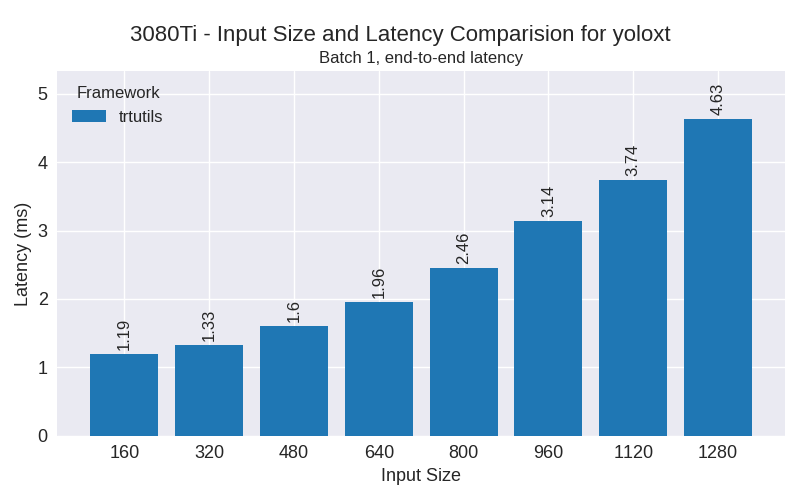 3080Ti - Input Size and Latency Comparision for yoloxt
Batch 1, end-to-end latency
Framework
trtutils
Latency (ms)
5
4
3
2
1
0
1.19
1.33
1.6
1.96
2.46
3.14
3.74
4.63
160 320 480 640 800 960 1120 1280
Input Size